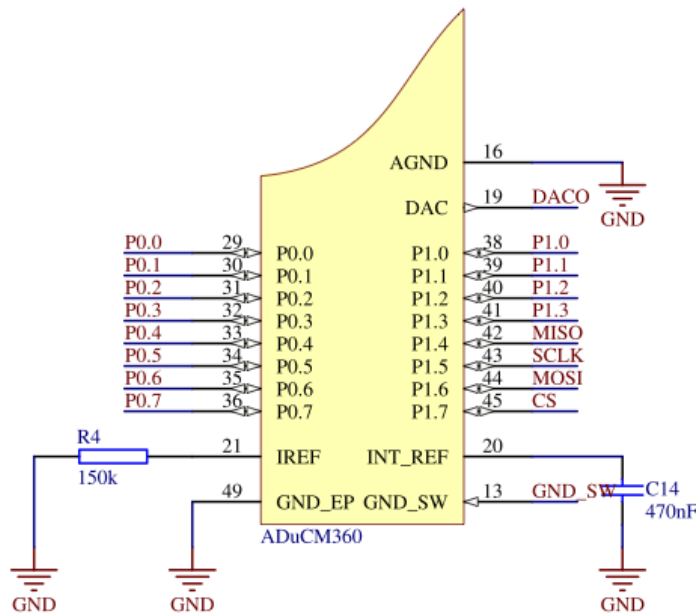 AGND 16
GND
DAC 19 DACO
P0.0 29 P0.0 P1.0 38 P1.0
P0.1 30 P0.1 P1.1 39 P1.1
P0.2 31 P0.2 P1.2 40 P1.2
P0.3 32 P0.3 P1.3 41 P1.3
P0.4 33 P0.4 P1.4 42 MISO
P0.5 34 P0.5 P1.5 43 SCLK
P0.6 35 P0.6 P1.6 44 MOSI
P0.7 36 P0.7 P1.7 45 CS
R4 21 IREF INT_REF 20
150k
49 GND_EP GND_SW 13 GND_SW C14
470nF
ADuCM360
GND GND GND